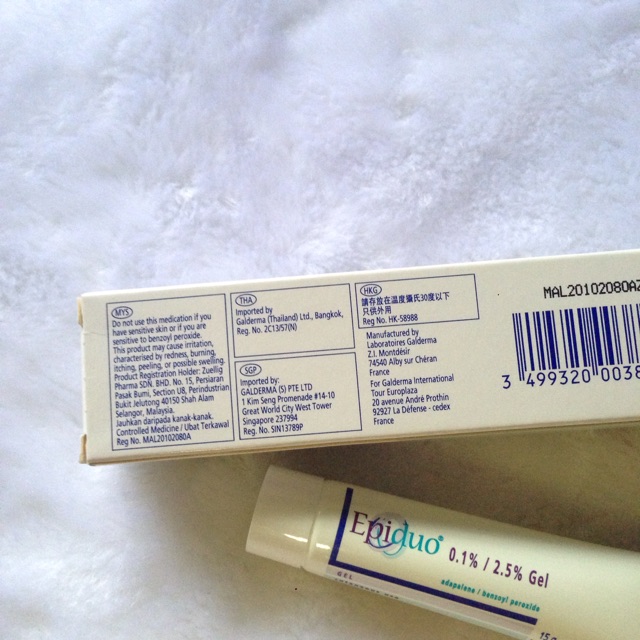 MYS
Do not use this medication if you
have sensitive skin or if you are
sensitive to benzoyl peroxide.
This product may cause irritation,
characterised by redness, burning,
itching, peeling, or possible swelling.
Product Registration Holder: Zuellig
Pharma SDN. BHD. No. 15, Persiaran
Pasak Bumi, Section U8, Perindustrian
Bukit Jelutong 40150 Shah Alam
Selangor, Malaysia.
Jauhkan daripada kanak-kanak.
Controlled Medicine / Ubat Terkawal
Reg No. MAL20102080A
THA
Imported by
Galderma (Thailand) Ltd., Bangkok,
Reg. No. 2C13/57(N)
SGP
Imported by:
GALDERMA (S) PTE LTD
1 Kim Seng Promenade #14-10
Great World City West Tower
Singapore 237994
Reg. No. SIN13789P
HKG
請存放在溫度攝氏30度以下
只供外用
Reg No. HK-58988
Manufactured by
Laboratoires Galderma
Z.I. Montdésir
74540 Alby sur Chéran
France
For Galderma International
Tour Europlaza
20 avenue André Prothin
92927 La Défense - cedex
France
MAL20102080AZ
3 499320 0038
Epiduo®
0.1% / 2.5% Gel
adapalene / benzoyl peroxide
GEL
15 g